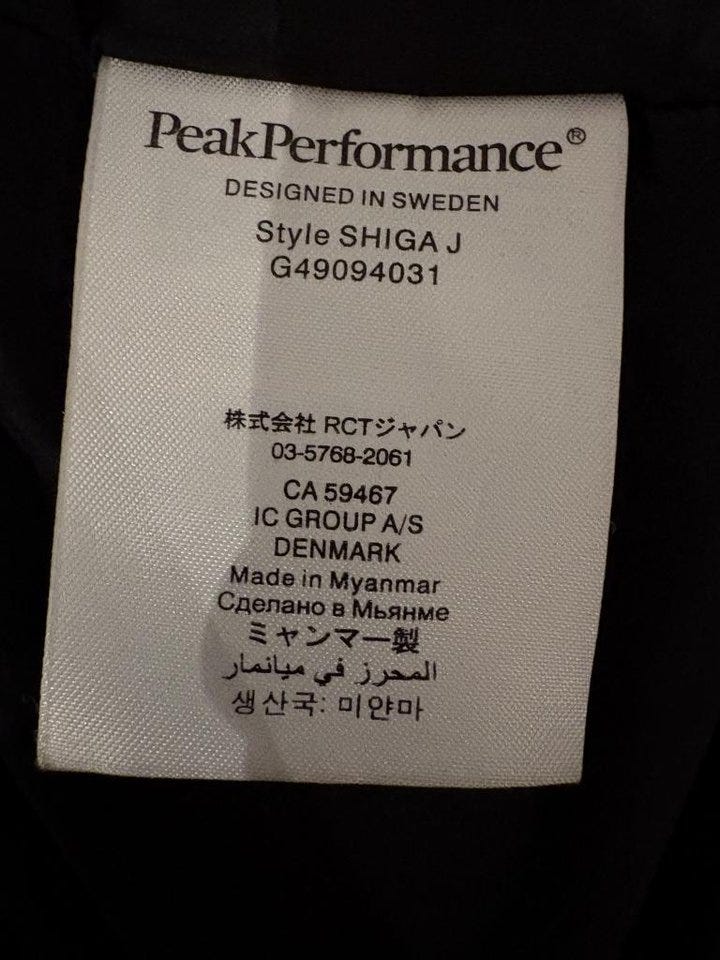 PeakPerformance®
DESIGNED IN SWEDEN
Style SHIGA J
G49094031
株式会社 RCTジャパン
03-5768-2061
CA 59467
IC GROUP A/S
DENMARK
Made in Myanmar
Сделано в Мьянме
ミャンマー製
المحرز في ميانمار
생산국: 미얀마